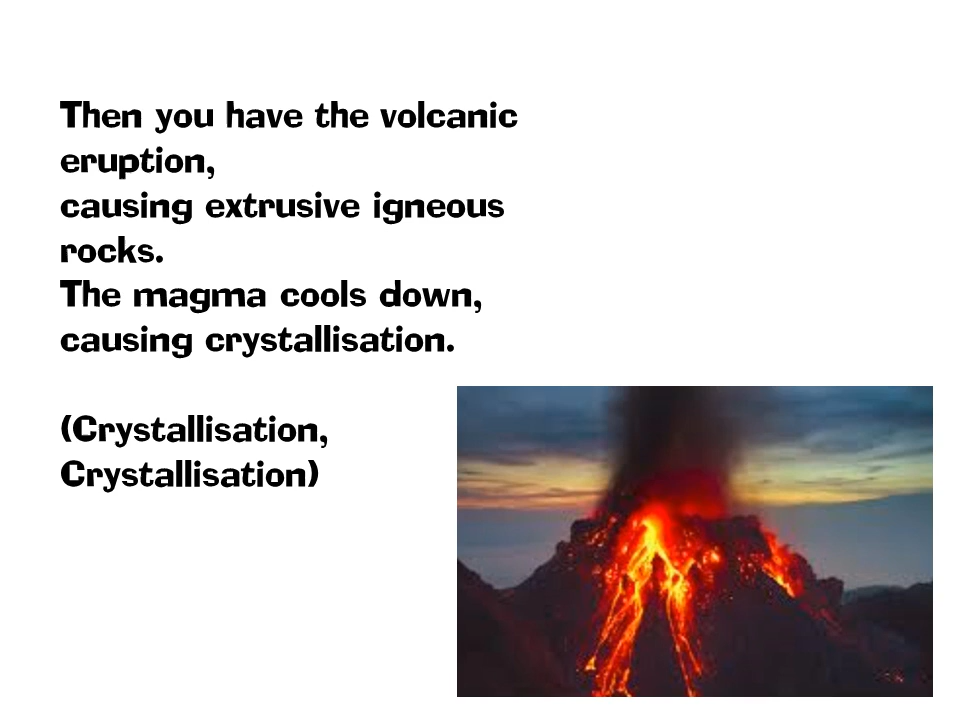 Then you have the volcanic
eruption,
causing extrusive igneous
rocks.
The magma cools down,
causing crystallisation.
(Crystallisation,
Crystallisation)